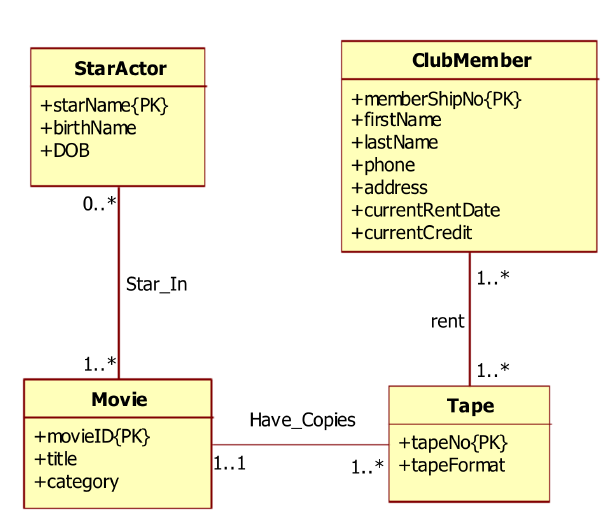 StarActor
+starName{PK}
+birthName
+DOB
ClubMember
+memberShipNo{PK}
+firstName
+lastName
+phone
+address
+currentRentDate
+currentCredit
0..*
Star_In
1..*
1..*
rent
1..*
Movie
+movieID{PK}
+title
+category
Have_Copies
1..1
1..*
Tape
+tapeNo{PK}
+tapeFormat